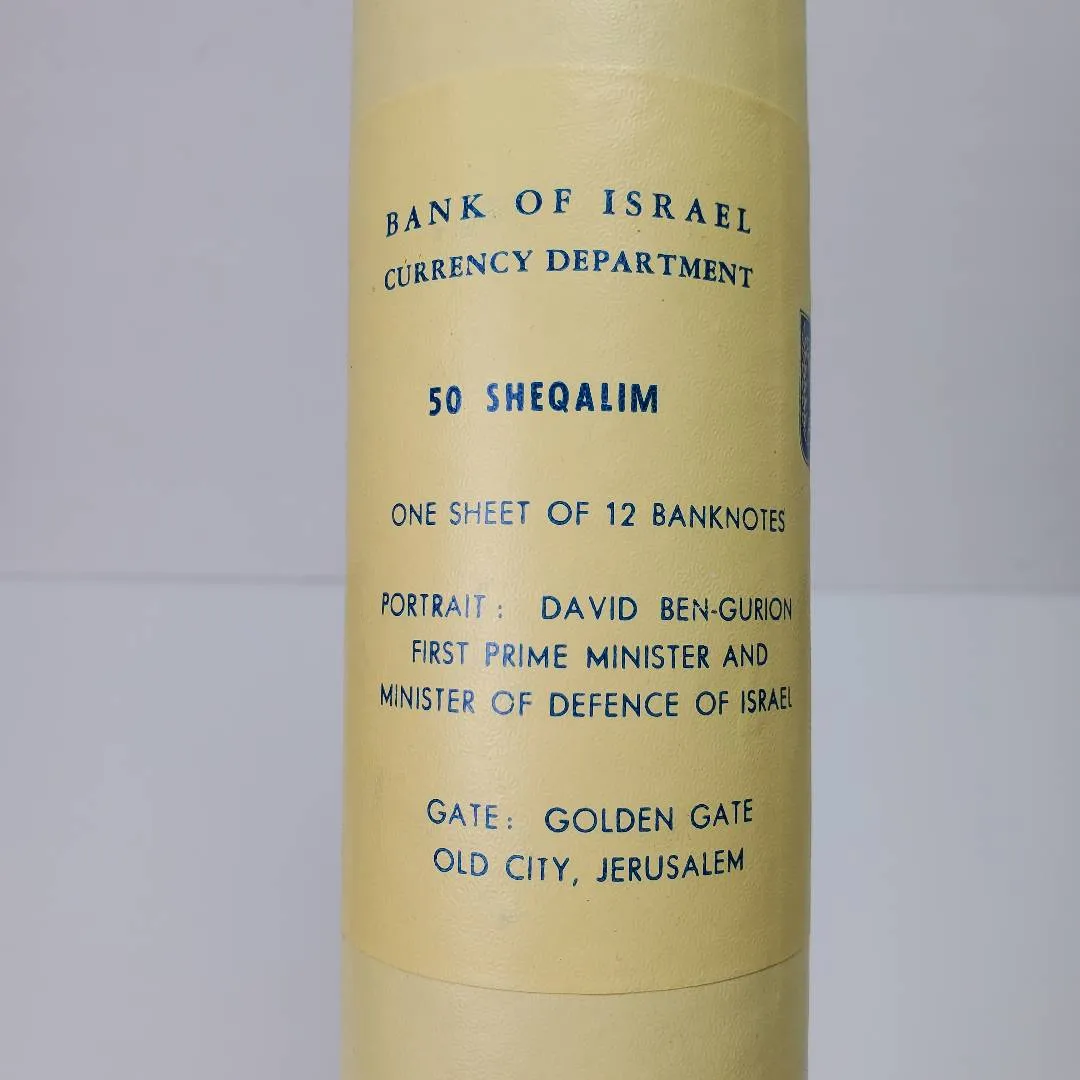 BANK OF ISRAEL
CURRENCY DEPARTMENT
50 SHEQALIM
ONE SHEET OF 12 BANKNOTES
PORTRAIT : DAVID BEN-GURION
FIRST PRIME MINISTER AND
MINISTER OF DEFENCE OF ISRAEL
GATE : GOLDEN GATE
OLD CITY, JERUSALEM